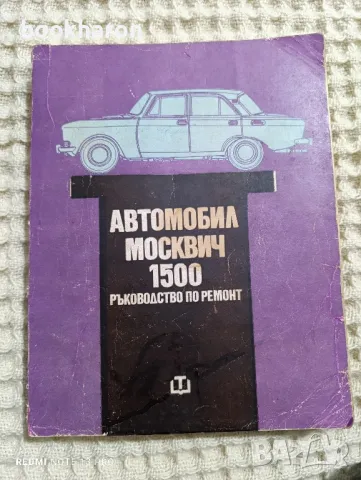 bookharon
АВТОМОБИЛ
МОСКВИЧ
1500
РЪКОВОДСТВО ПО РЕМОНТ
Т